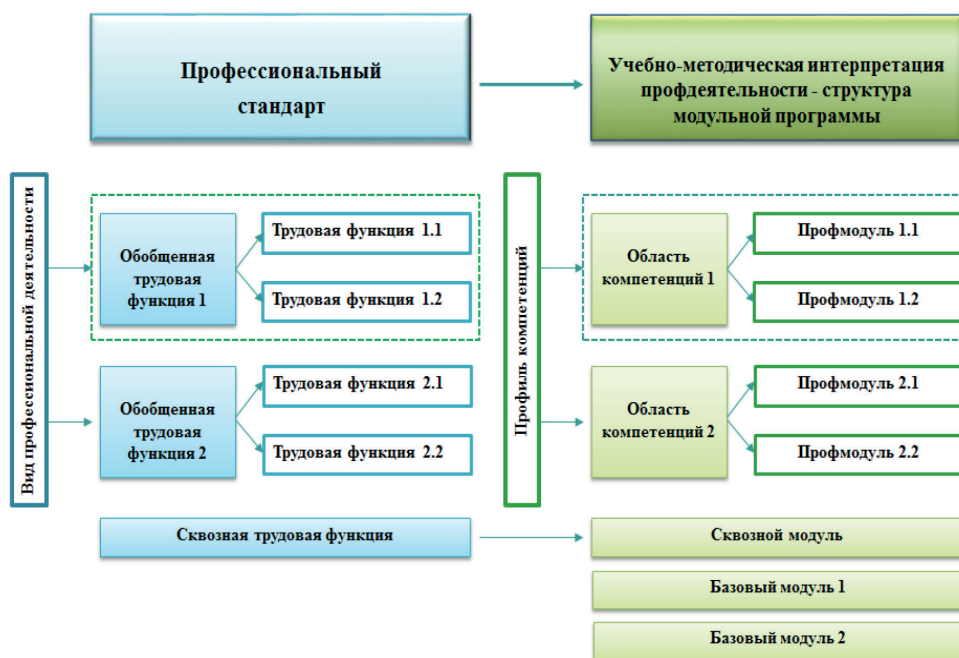 Профессиональный
стандарт
Учебно-методическая интерпретация
профдеятельности - структура
модульной программы
Вид профессиональной деятельности
Обобщенная
трудовая
функция 1
Трудовая функция 1.1
Трудовая функция 1.2
Обобщенная
трудовая
функция 2
Трудовая функция 2.1
Трудовая функция 2.2
Сквозная трудовая функция
Профиль компетенций
Область
компетенций 1
Профмодуль 1.1
Профмодуль 1.2
Область
компетенций 2
Профмодуль 2.1
Профмодуль 2.2
Сквозной модуль
Базовый модуль 1
Базовый модуль 2